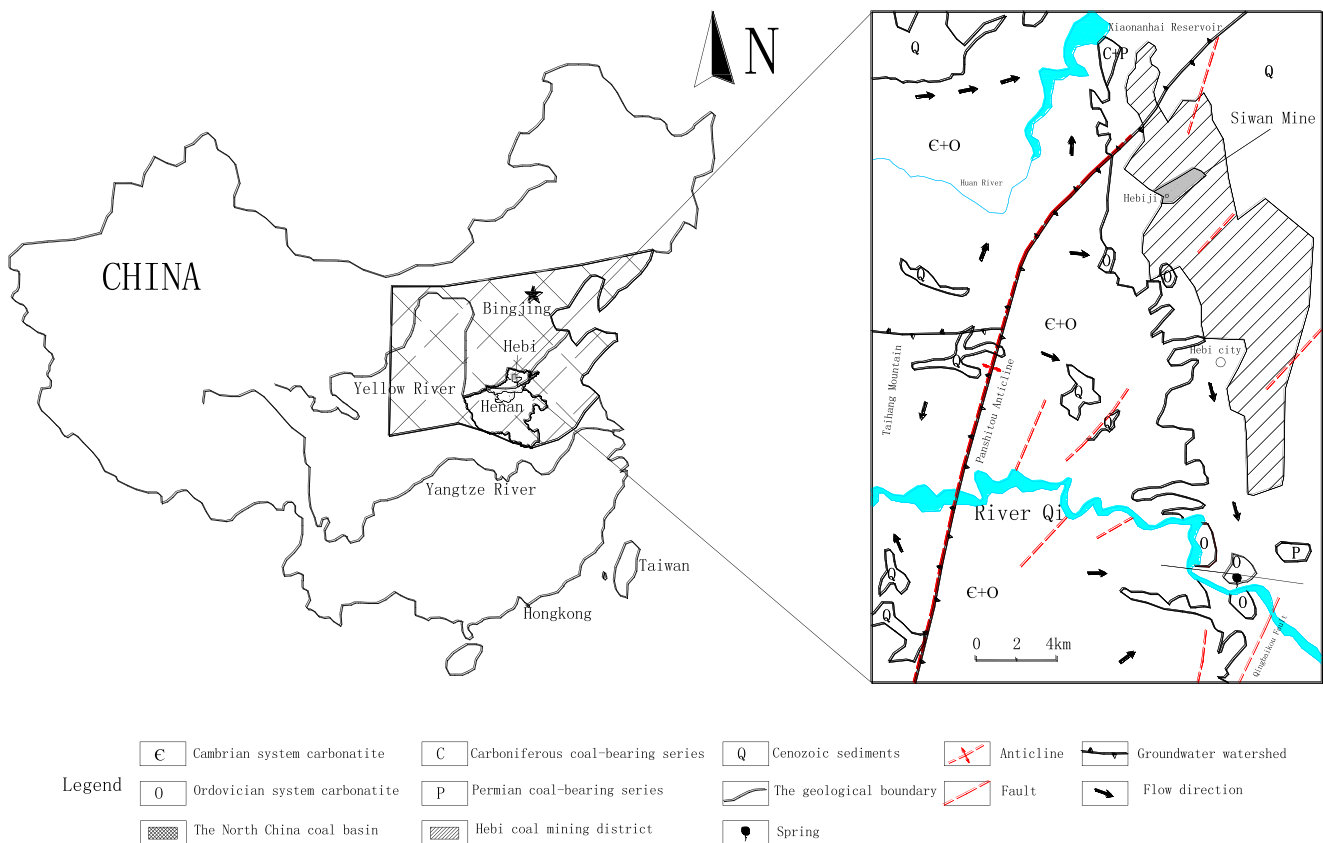 N
CHINA
Bingjing
Hebi
Yellow River
Henan
Yangtze River
Taiwan
Hongkong
Xiaonanhai Reservoir
Q
C+P
Q
Siwan Mine
Є+O
Huan River
Hebiji
O
O
Q
Є+O
Hebi city
Taihang Mountain
Q
Panshitou Anticline
Q
Q
River Qi
O
P
O
Q
Є+O
O
Q
0 2 4km
Qinghaikou Fault
Legend
Є Cambrian system carbonatite
C Carboniferous coal-bearing series
Q Cenozoic sediments
Anticline
Groundwater watershed
O Ordovician system carbonatite
P Permian coal-bearing series
The geological boundary
Fault
Flow direction
The North China coal basin
Hebi coal mining district
Spring